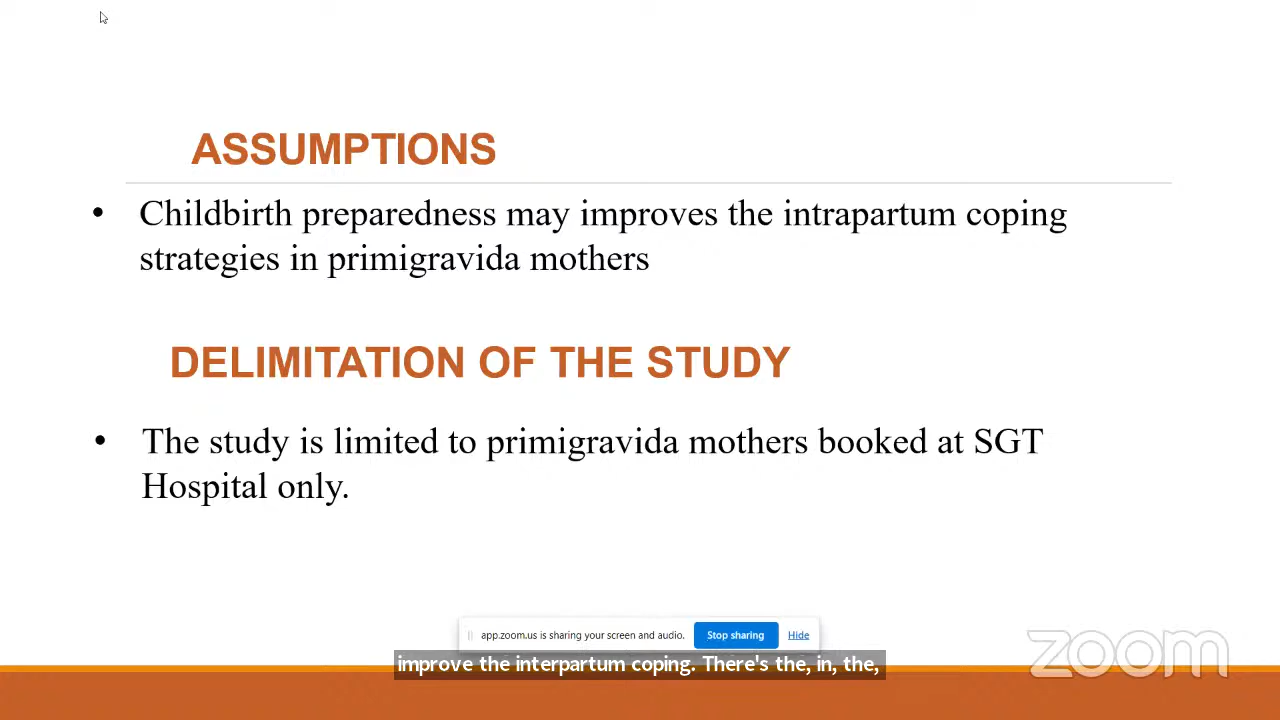 ASSUMPTIONS
• Childbirth preparedness may improves the intrapartum coping
strategies in primigravida mothers
DELIMITATION OF THE STUDY
• The study is limited to primigravida mothers booked at SGT
Hospital only.
app.zoom.us is sharing your screen and audio. Stop sharing Hide
improve the interpartum coping. There's the, in, the,
zoom